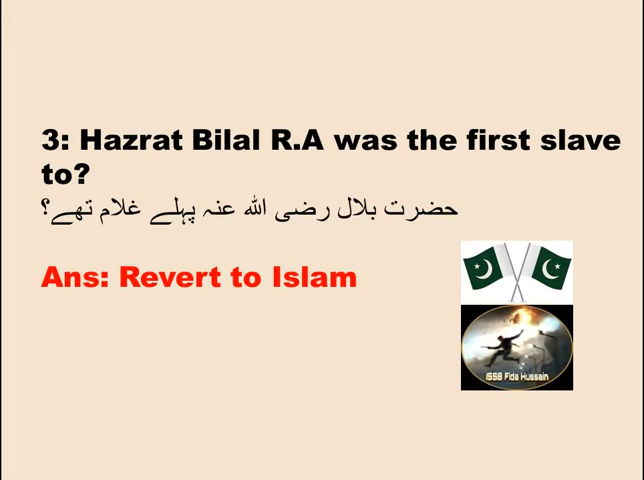 3: Hazrat Bilal R.A was the first slave
to?
حضرت بلال رضی اللہ عنہ پہلے غلام تھے؟
Ans: Revert to Islam
ISSB Fida Hussain